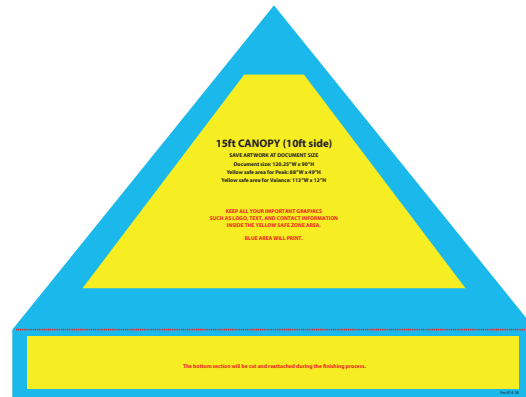 15ft CANOPY (10ft side)
SAVE ARTWORK AT DOCUMENT SIZE
Document size: 120.25"W x 90"H
Yellow safe area for Peak: 88"W x 49"H
Yellow safe area for Valance: 113"W x 12"H
KEEP ALL YOUR IMPORTANT GRAPHICS
SUCH AS LOGO, TEXT, AND CONTACT INFORMATION
INSIDE THE YELLOW SAFE ZONE AREA.
BLUE AREA WILL PRINT.
The bottom section will be cut and reattached during the finishing process.